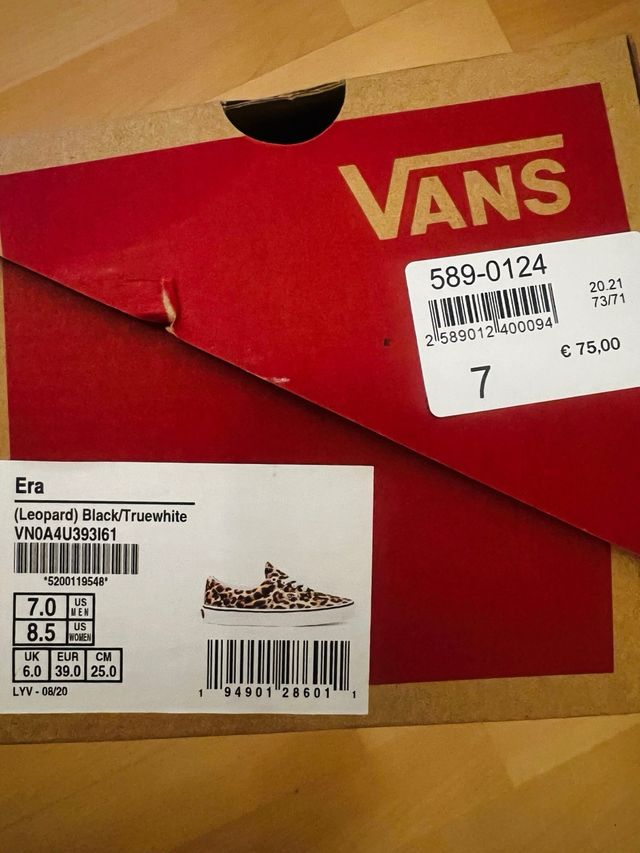 VANS
589-0124
20.21
73/71
2 589012 400094
€ 75,00
7
Era
(Leopard) Black/Truewhite
VN0A4U393I61
*5200119548*
7.0 US MEN
8.5 US WOMEN
UK EUR CM
6.0 39.0 25.0
LYV - 08/20
1 94901 28601 1